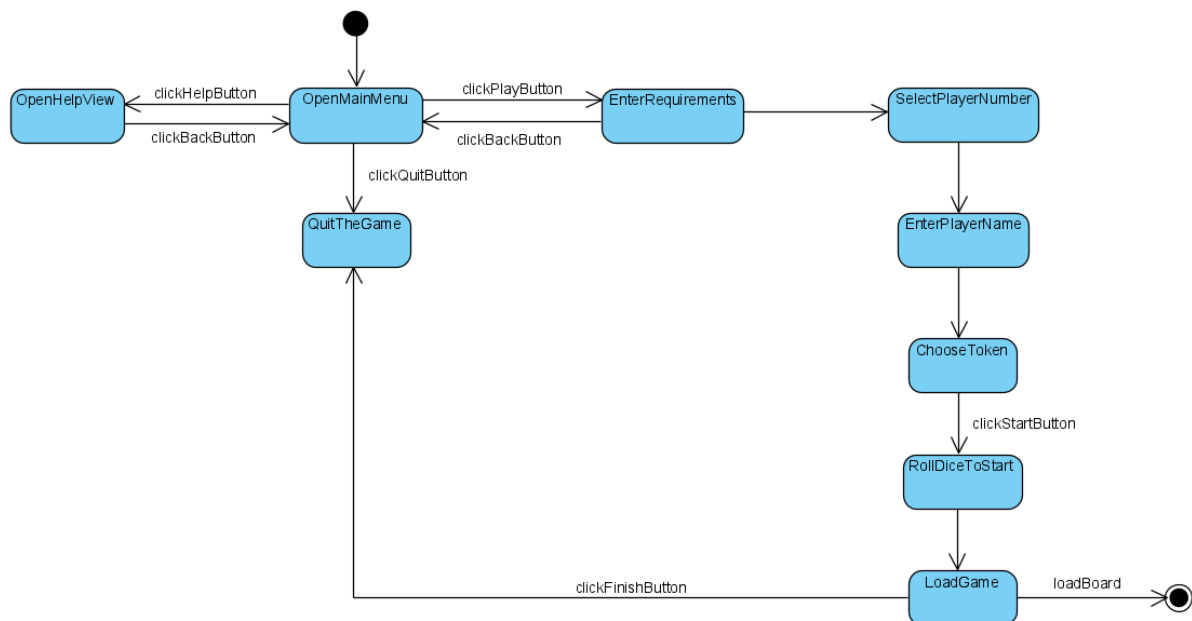 clickHelpButton
OpenHelpView
OpenMainMenu
clickPlayButton
EnterRequirements
SelectPlayerNumber
clickBackButton
clickBackButton
clickQuitButton
QuitTheGame
EnterPlayerName
ChooseToken
clickStartButton
RollDiceToStart
clickFinishButton
LoadGame
loadBoard